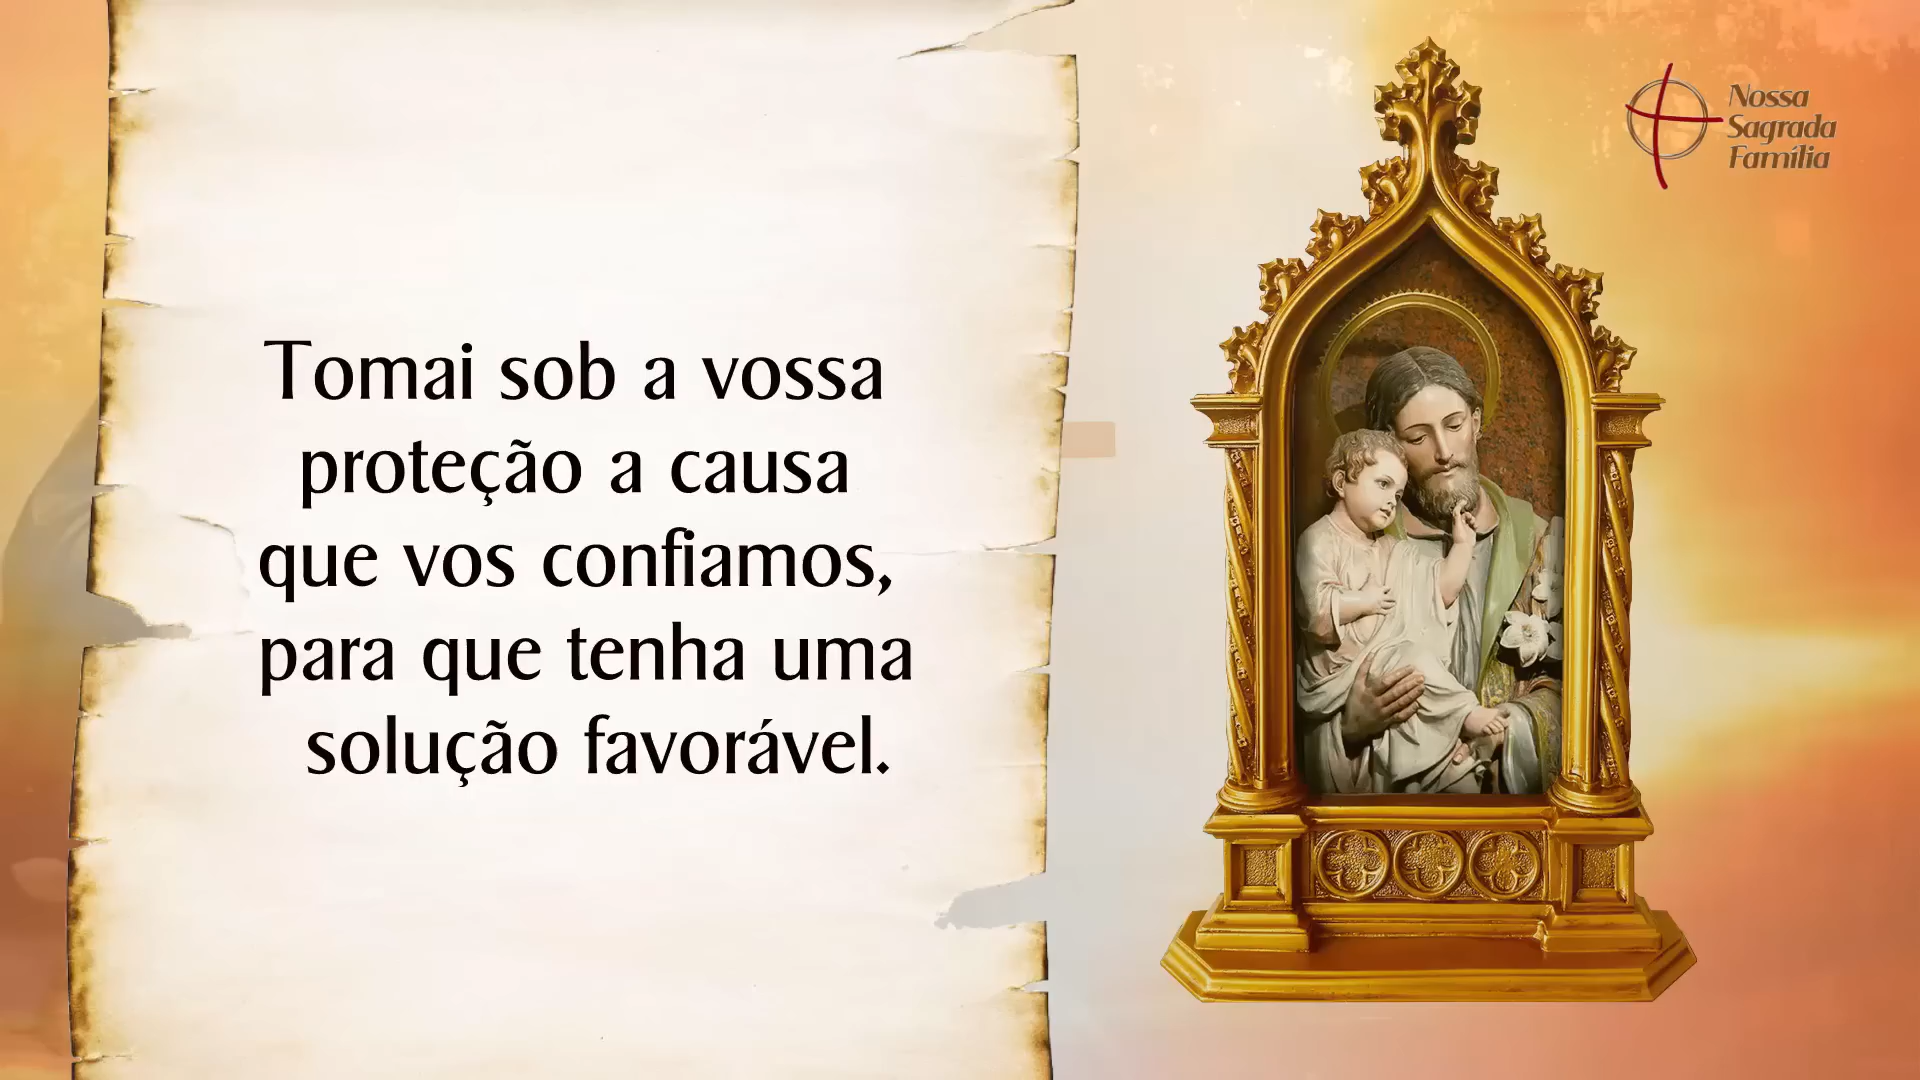 Tomai sob a vossa
proteção a causa
que vos confiamos,
para que tenha uma
solução favorável.
Nossa
Sagrada
Família